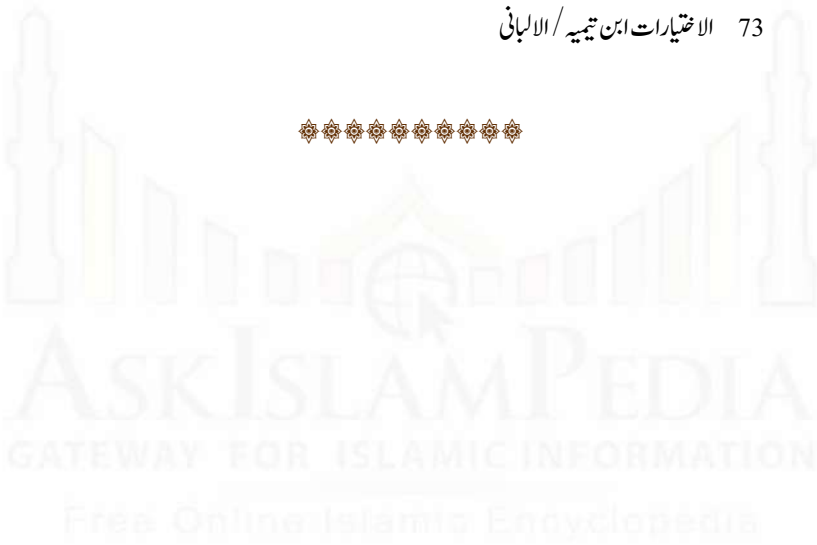 73 الاختیارات ابن تیمیہ / الالبانی
ASKISLAMPEDIA
GATEWAY FOR ISLAMIC INFORMATION
Free Online Islamic Encyclopedia